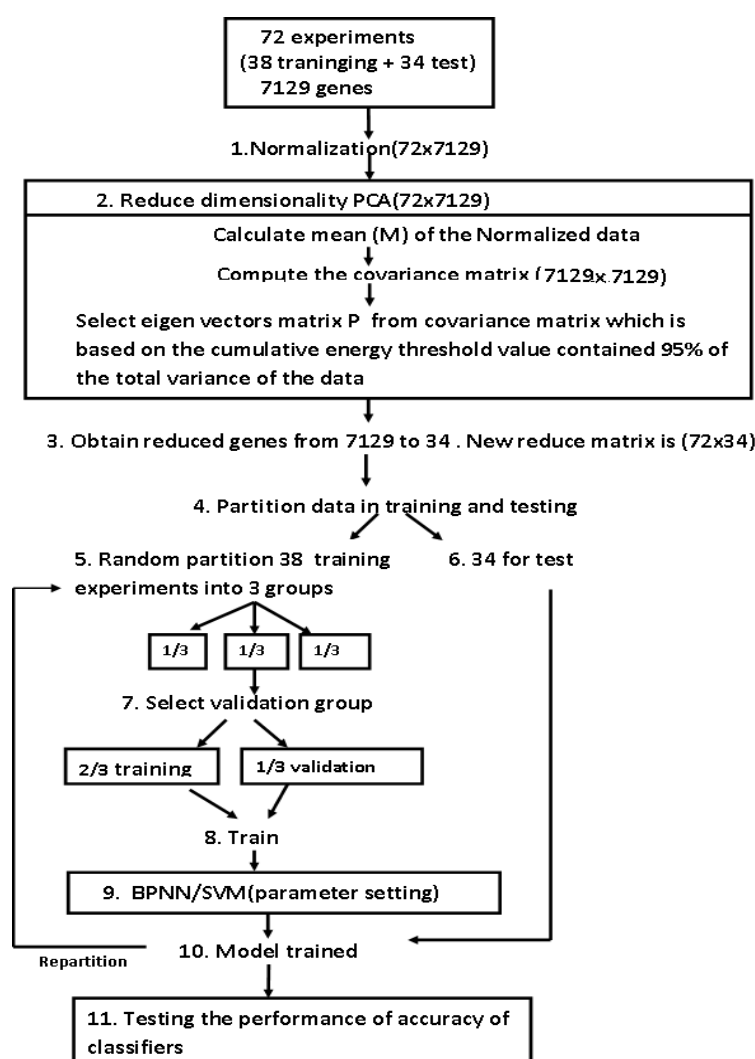 72 experiments
(38 traninging + 34 test)
7129 genes
1.Normalization(72x7129)
2. Reduce dimensionality PCA(72x7129)
Calculate mean (M) of the Normalized data
Compute the covariance matrix (7129x.7129)
Select eigen vectors matrix P from covariance matrix which is
based on the cumulative energy threshold value contained 95% of
the total variance of the data
3. Obtain reduced genes from 7129 to 34 . New reduce matrix is (72x34)
4. Partition data in training and testing
5. Random partition 38 training
experiments into 3 groups
6. 34 for test
1/3
1/3
1/3
7. Select validation group
2/3 training
1/3 validation
8. Train
9. BPNN/SVM(parameter setting)
10. Model trained
Repartition
11. Testing the performance of accuracy of
classifiers